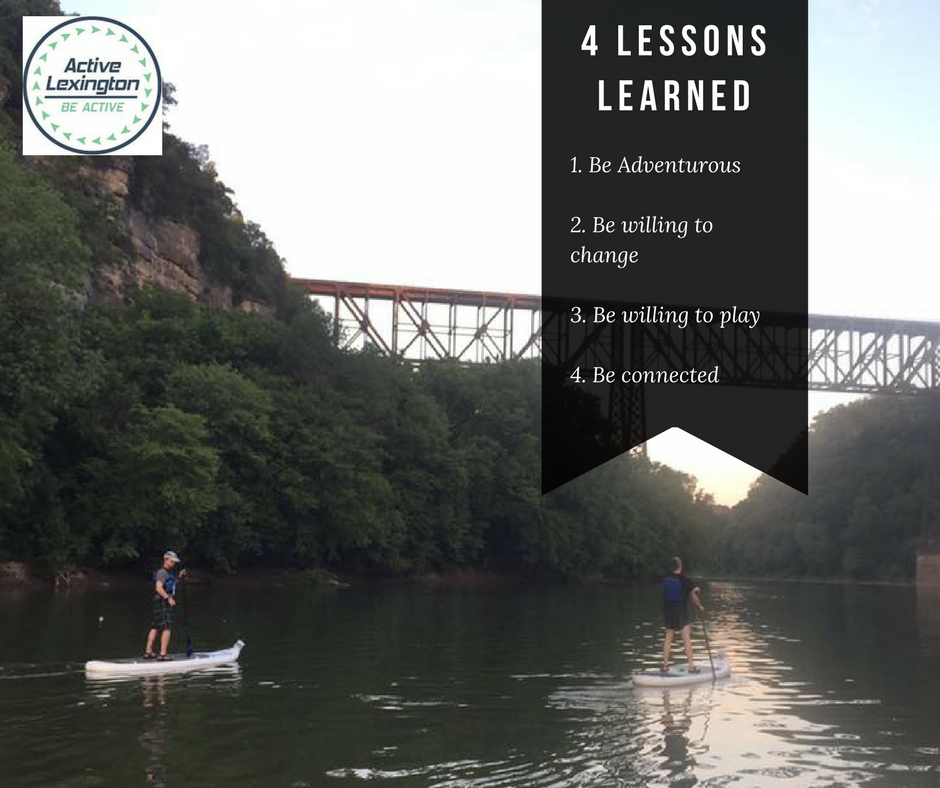 Active
Lexington
BE ACTIVE
4 LESSONS
LEARNED
1. Be Adventurous
2. Be willing to
change
3. Be willing to play
4. Be connected